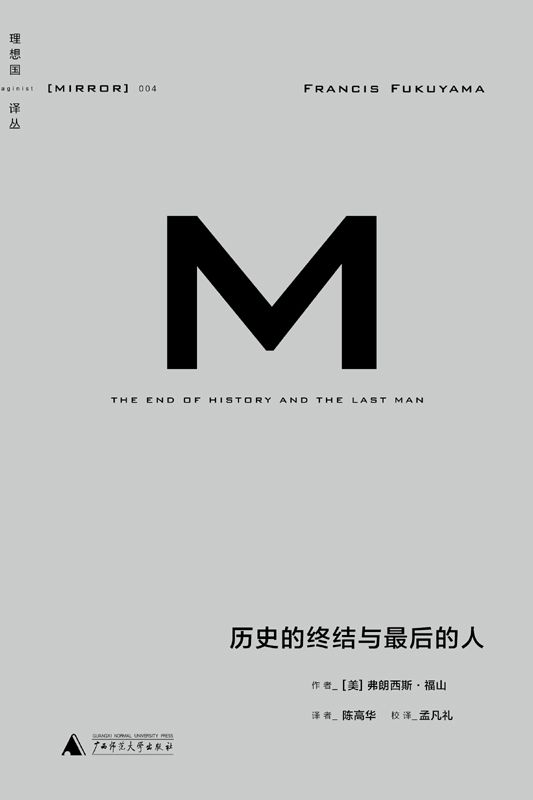 理想国译丛
aginist
[MIRROR] 004
FRANCIS FUKUYAMA
M
THE END OF HISTORY AND THE LAST MAN
历史的终结与最后的人
作者_ [美] 弗朗西斯·福山
译者_ 陈高华 校译_孟凡礼
GUANGXI NORMAL UNIVERSITY PRESS
广西师范大学出版社